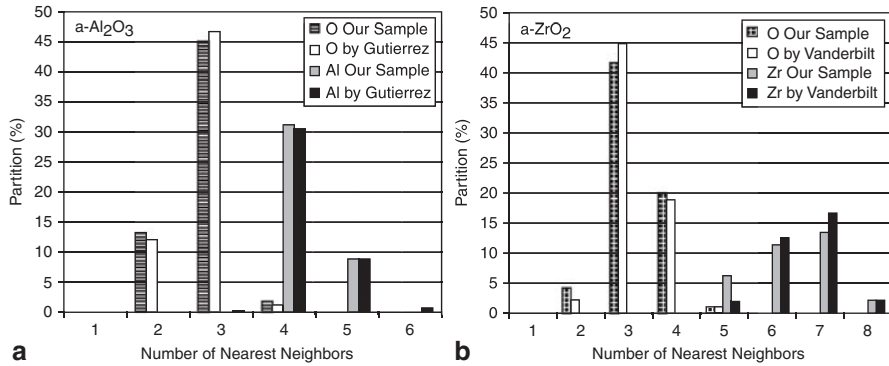 a-Al2O3
O Our Sample
O by Gutierrez
Al Our Sample
Al by Gutierrez
Partition (%)
50
45
40
35
30
25
20
15
10
5
0
1 2 3 4 5 6
Number of Nearest Neighbors
a
a-ZrO2
O Our Sample
O by Vanderbilt
Zr Our Sample
Zr by Vanderbilt
Partition (%)
50
45
40
35
30
25
20
15
10
5
0
1 2 3 4 5 6 7 8
Number of Nearest Neighbors
b